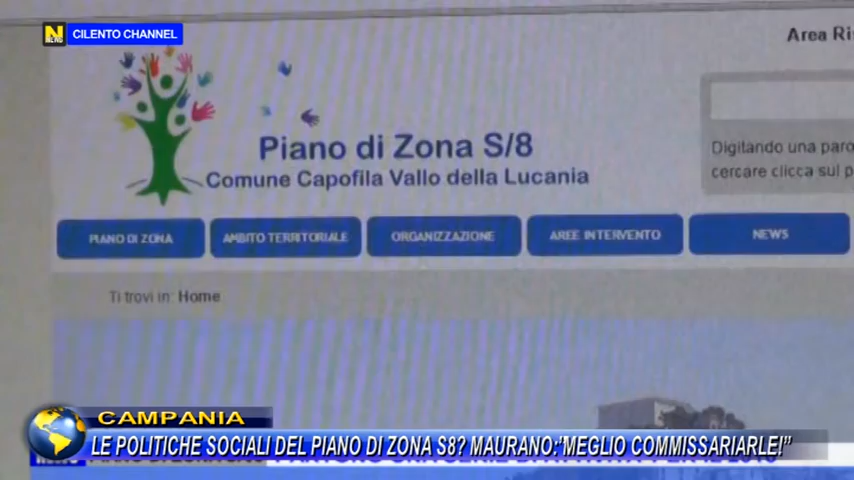 N
CILENTO CHANNEL
Area
Piano di Zona S/8
Comune Capofila Vallo della Lucania
Digitando una
cercare clicca sul
PIANO DI ZONA
AMBITO TERRITORIALE
ORGANIZZAZIONE
AREE INTERVENTO
NEWS
Ti trovi in: Home
CAMPANIA
LE POLITICHE SOCIALI DEL PIANO DI ZONA S8? MAURANO:"MEGLIO COMMISSARIARLE!"